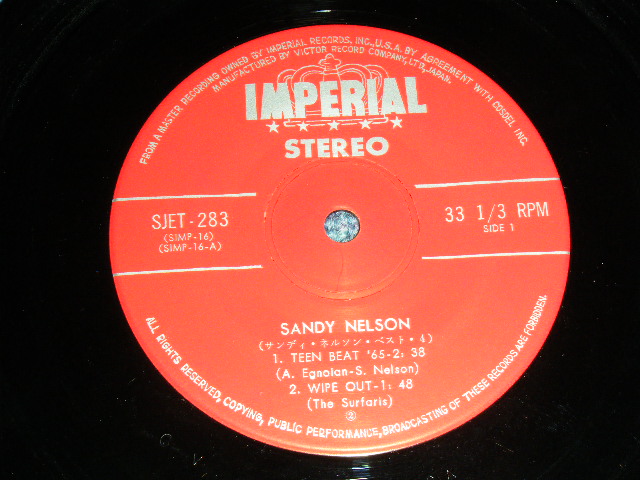 FROM A MASTER RECORDING OWNED BY IMPERIAL RECORDS, INC., U.S.A. BY AGREEMENT WITH COSDEL INC.
MANUFACTURED BY VICTOR RECORD COMPANY, LTD., JAPAN.
IMPERIAL
STEREO
SJET-283
(SIMP-16)
(SIMP-16-A)
33 1/3 RPM
SIDE 1
SANDY NELSON
(サンディ・ネルソン・ベスト・4)
1. TEEN BEAT '65-2: 38
(A. Egnoian-S. Nelson)
2. WIPE OUT-1: 48
(The Surfaris)
②
ALL RIGHTS RESERVED, COPYING, PUBLIC PERFORMANCE, BROADCASTING OF THESE RECORDS ARE FORBIDDEN.